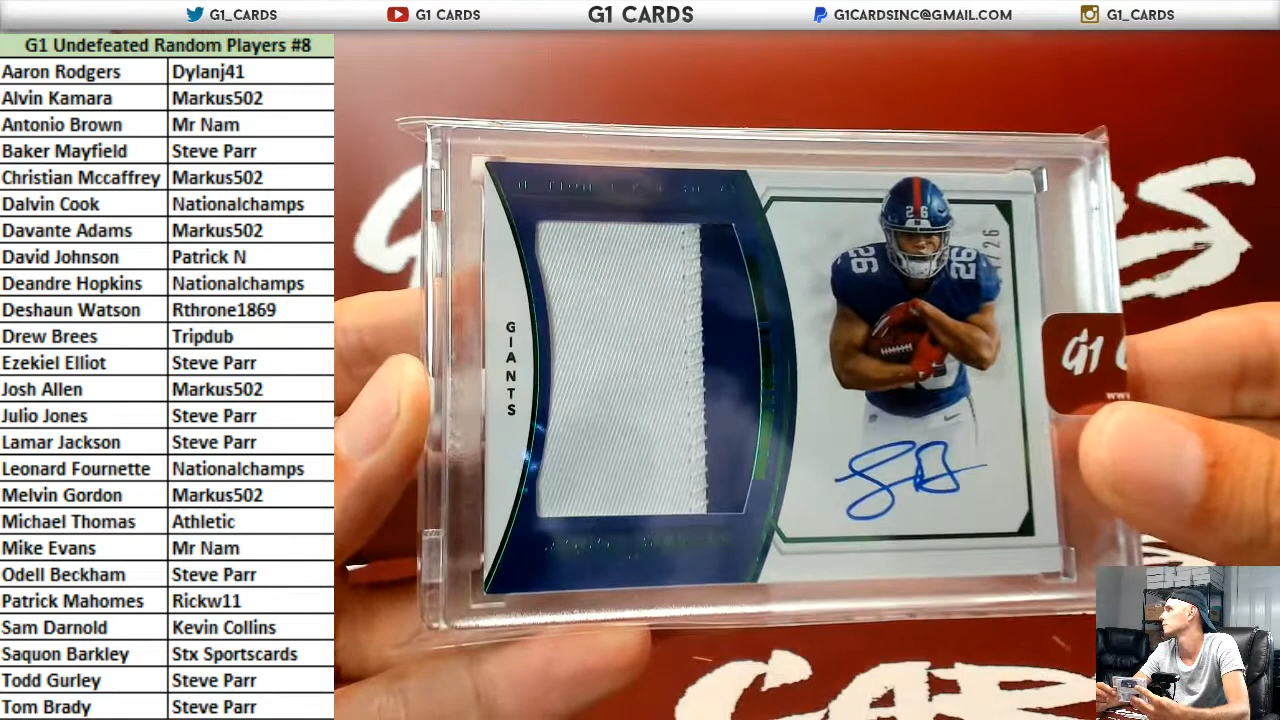 G1_CARDS
G1 CARDS
G1 CARDS
G1CARDSINC@GMAIL.COM
G1_CARDS
G1 Undefeated Random Players #8
Aaron Rodgers Dylanj41
Alvin Kamara Markus502
Antonio Brown Mr Nam
Baker Mayfield Steve Parr
Christian Mccaffrey Markus502
Dalvin Cook Nationalchamps
Davante Adams Markus502
David Johnson Patrick N
Deandre Hopkins Nationalchamps
Deshaun Watson Rthrone1869
Drew Brees Tripdub
Ezekiel Elliot Steve Parr
Josh Allen Markus502
Julio Jones Steve Parr
Lamar Jackson Steve Parr
Leonard Fournette Nationalchamps
Melvin Gordon Markus502
Michael Thomas Athletic
Mike Evans Mr Nam
Odell Beckham Steve Parr
Patrick Mahomes Rickw11
Sam Darnold Kevin Collins
Saquon Barkley Stx Sportscards
Todd Gurley Steve Parr
Tom Brady Steve Parr
GIANTS
26
26
26
/26
G1
CARDS